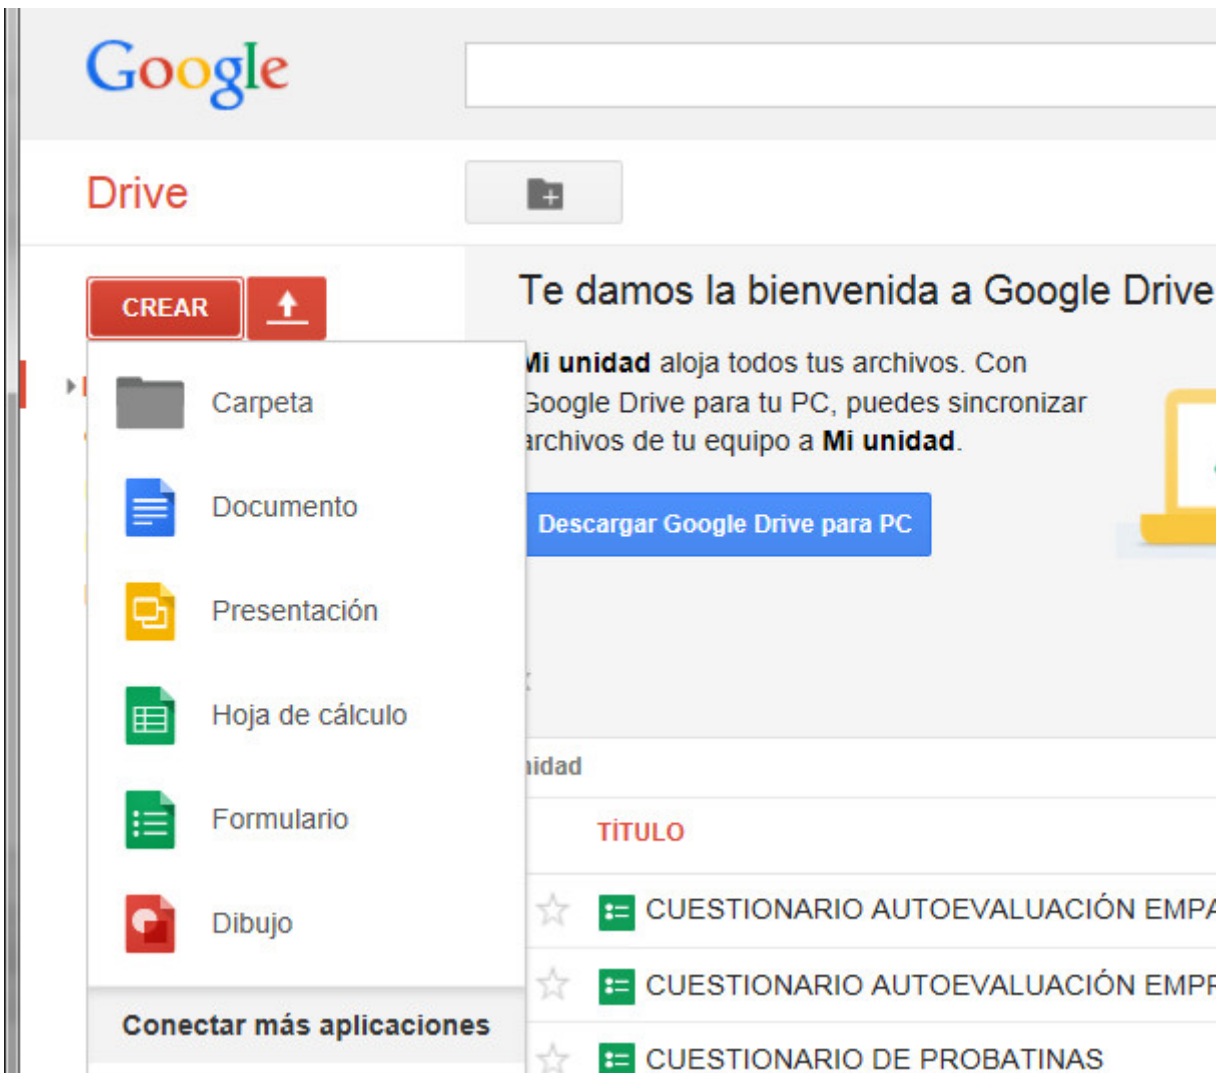 Google
Drive
CREAR
Te damos la bienvenida a Google Drive
Mi unidad aloja todos tus archivos. Con
Google Drive para tu PC, puedes sincronizar
archivos de tu equipo a Mi unidad.
Descargar Google Drive para PC
Carpeta
Documento
Presentación
Hoja de cálculo
Formulario
Dibujo
Conectar más aplicaciones
TÍTULO
CUESTIONARIO AUTOEVALUACIÓN
CUESTIONARIO AUTOEVALUACIÓN
CUESTIONARIO DE PROBATINAS